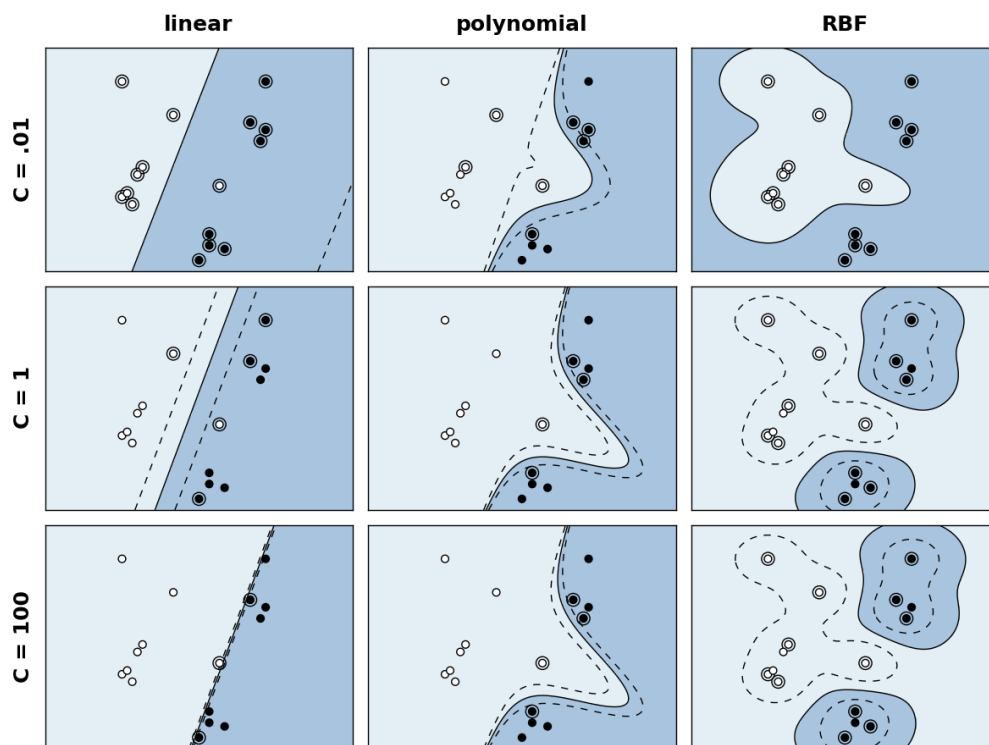 linear polynomial RBF
C = .01
C = 1
C = 100